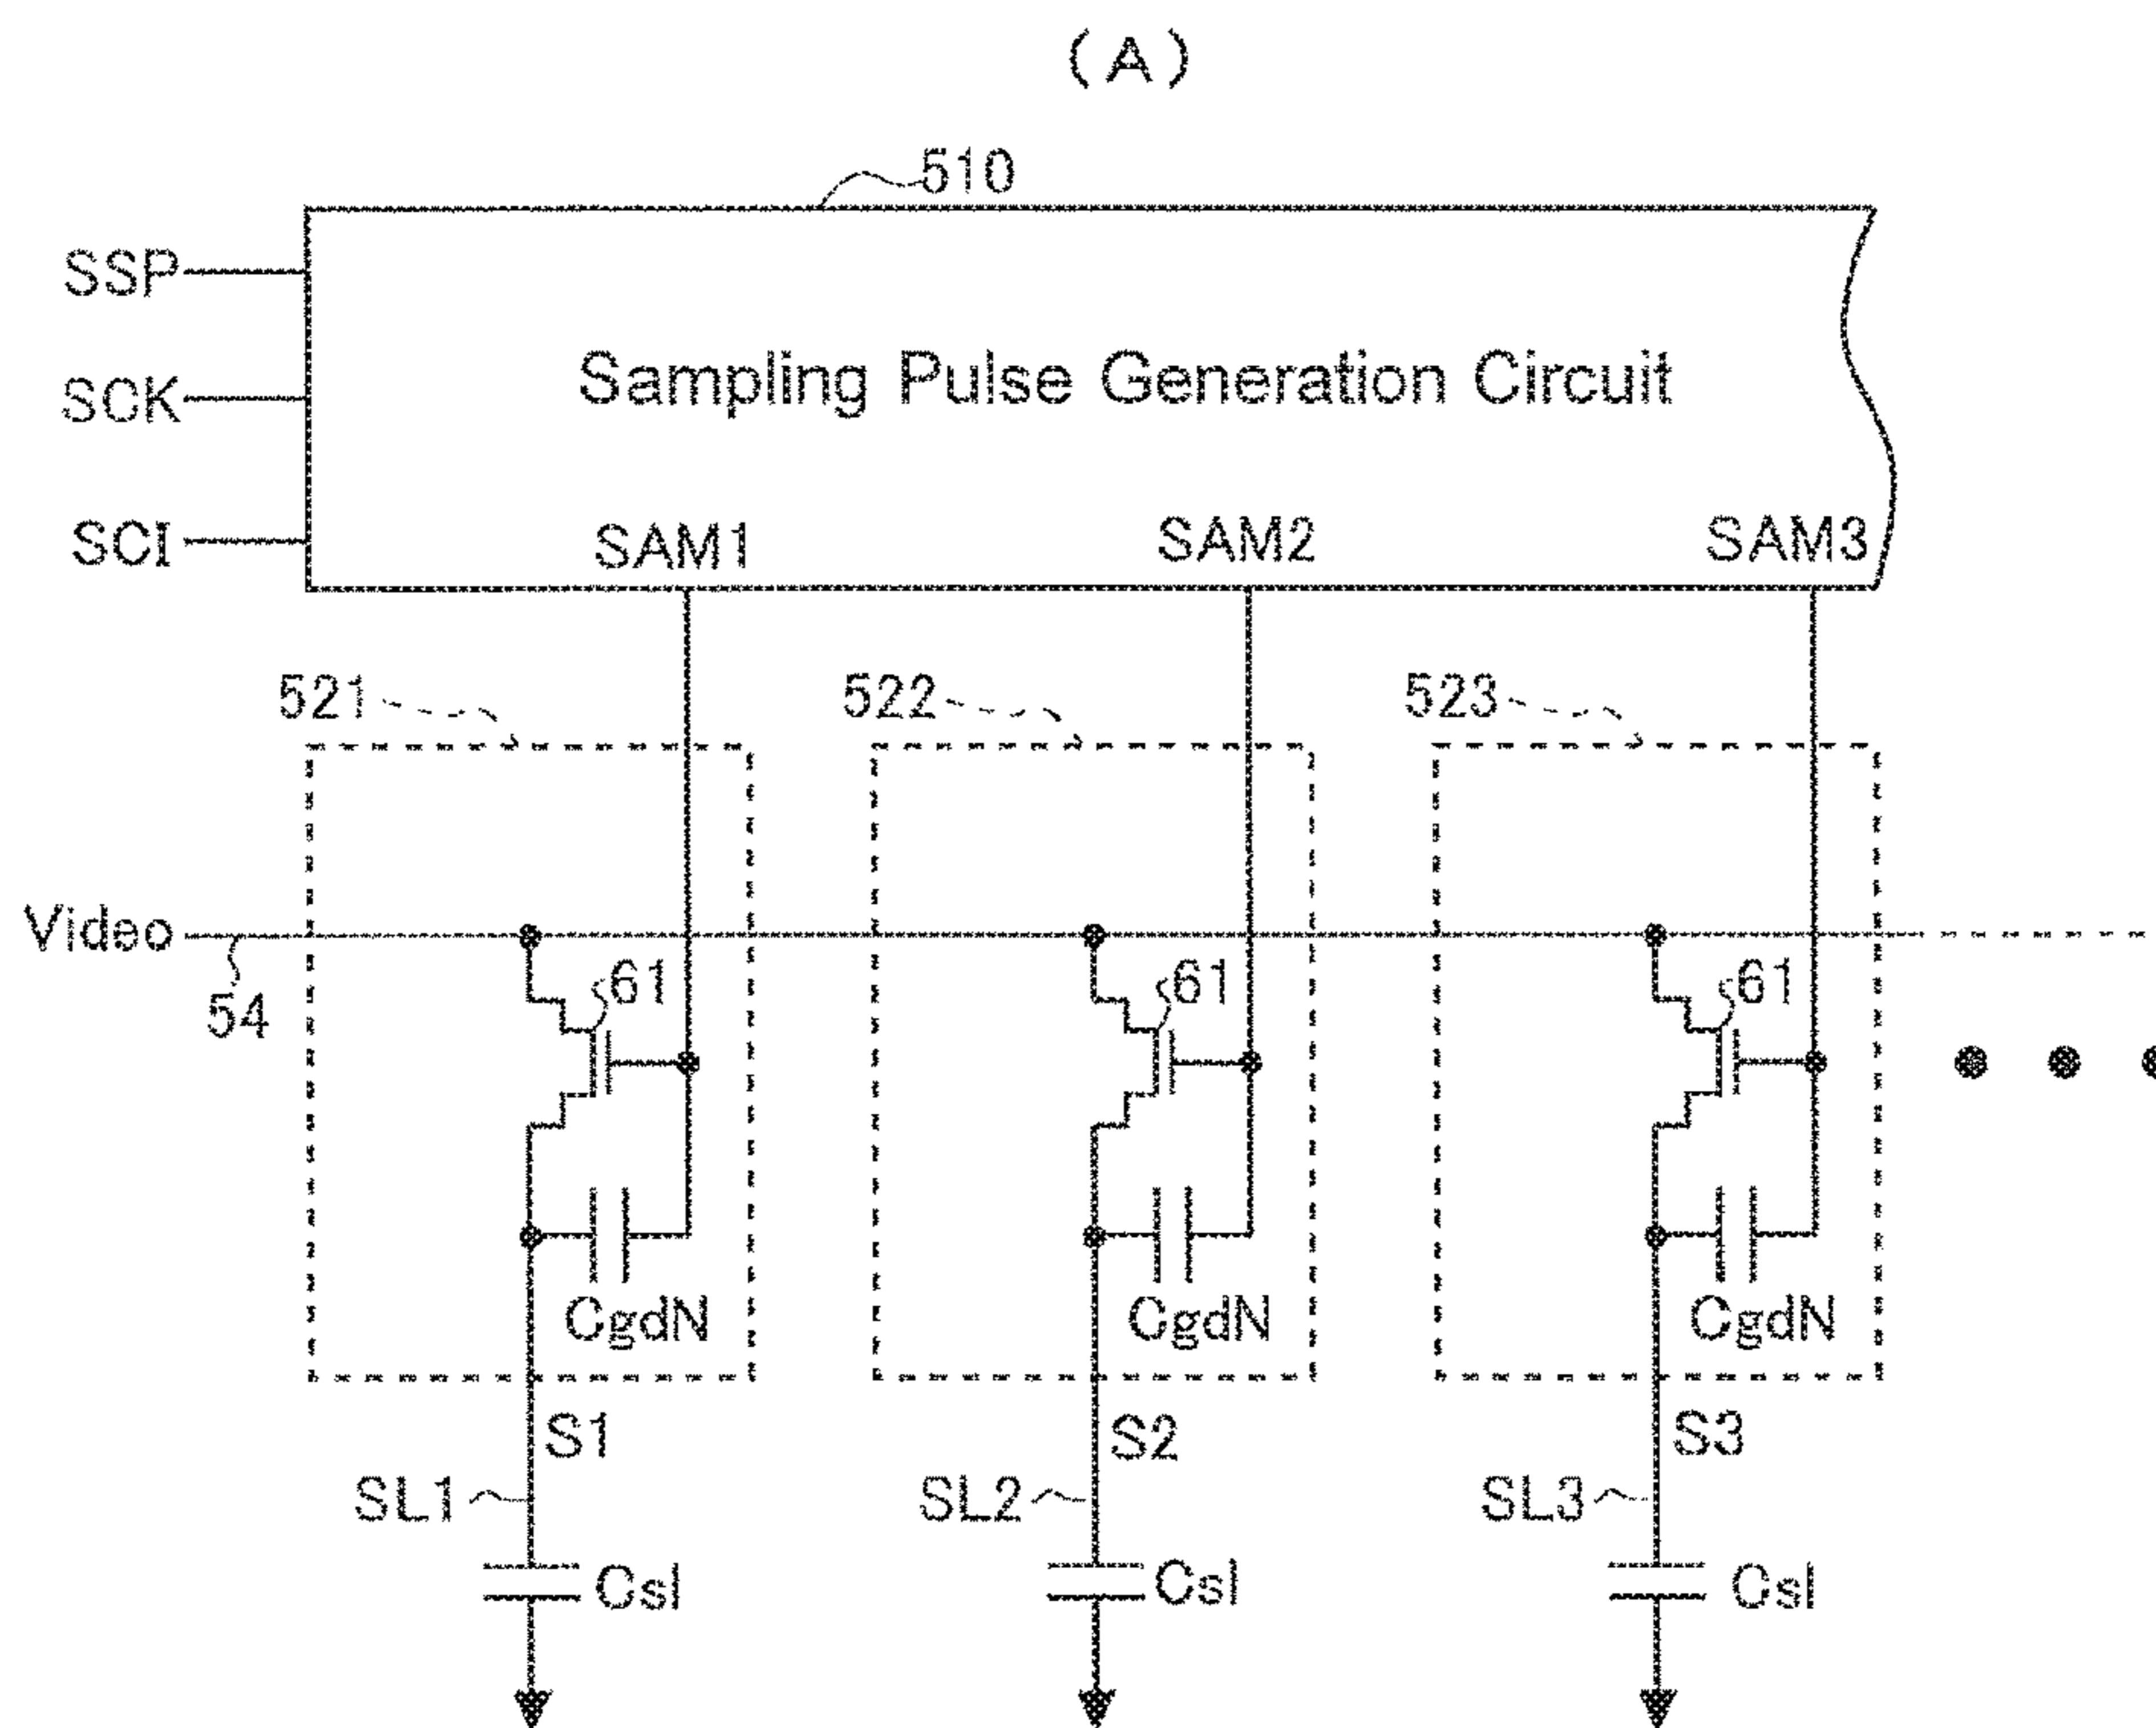 (A)
510
SSP
Sampling Pulse Generation Circuit
SCK
SCI
SAM1 SAM2 SAM3
521 522 523
Video
54
61 61 61
CgdN CgdN CgdN
S1 S2 S3
SL1 SL2 SL3
Csl Csl Csl